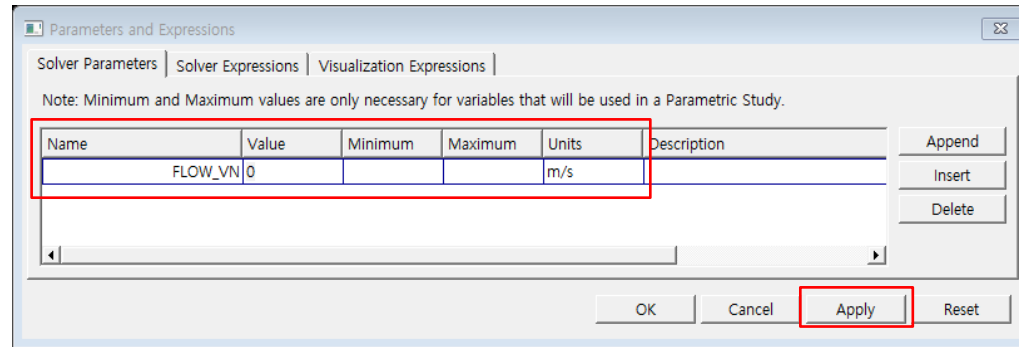 Parameters and Expressions
Solver Parameters Solver Expressions Visualization Expressions
Note: Minimum and Maximum values are only necessary for variables that will be used in a Parametric Study.
Name Value Minimum Maximum Units Description
FLOW_VN 0 m/s
Append
Insert
Delete
OK Cancel Apply Reset